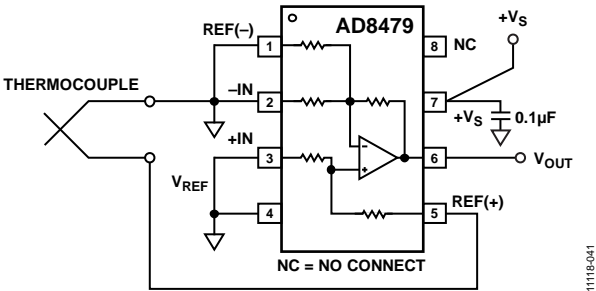 +VS
REF(–)
AD8479
1
8
NC
THERMOCOUPLE
–IN
2
7
+VS
0.1µF
+IN
3
6
VOUT
VREF
REF(+)
4
5
NC = NO CONNECT
11118-041